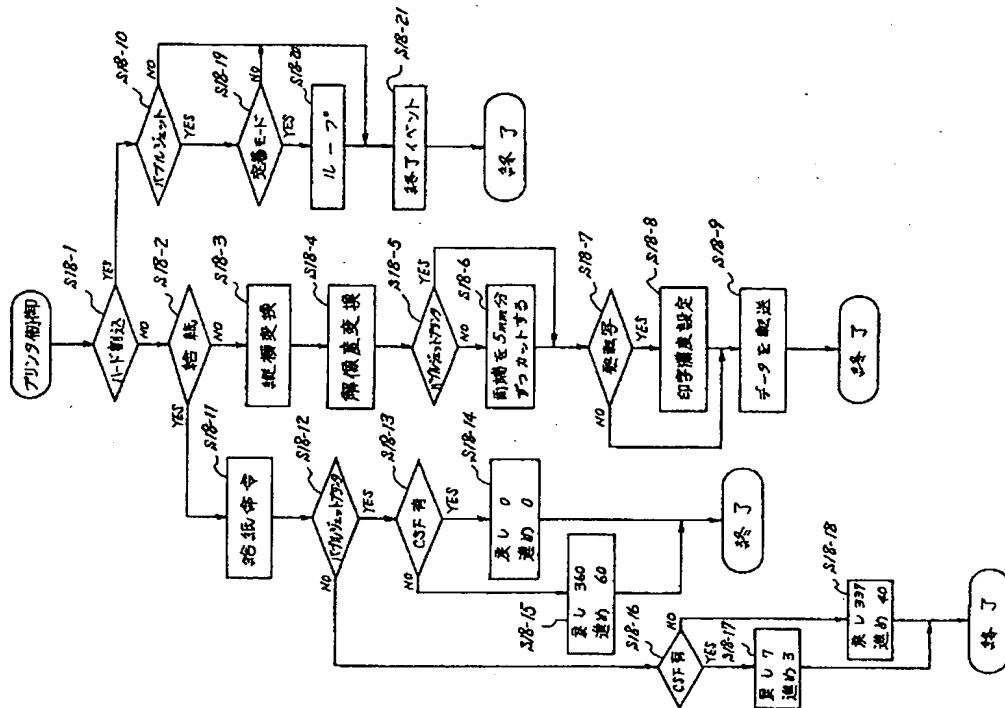 プリンタ制御
S18-1
ハード割込
YES
NO
S18-2
給紙
YES
NO
S18-3
縦横変換
S18-4
解像度変換
S18-5
バブルジェットプリンタ
YES
NO
S18-6
両端を5mm分
ずつカットする
S18-7
NO
YES
S18-8
印字濃度設定
S18-9
データを転送
終了
S18-10
バブルジェット
NO
YES
S18-19
定着モード
NO
YES
S18-20
ループ
S18-21
終了イベント
終了
S18-11
給紙命令
S18-12
バブルジェットプリンタ
NO
YES
S18-13
CSF有
NO
YES
S18-14
戻し 0
進め 0
S18-15
戻し 360
進め 60
終了
S18-16
CSF有
NO
YES
S18-17
戻し 7
進め 3
S18-18
戻し 337
進め 40
終了